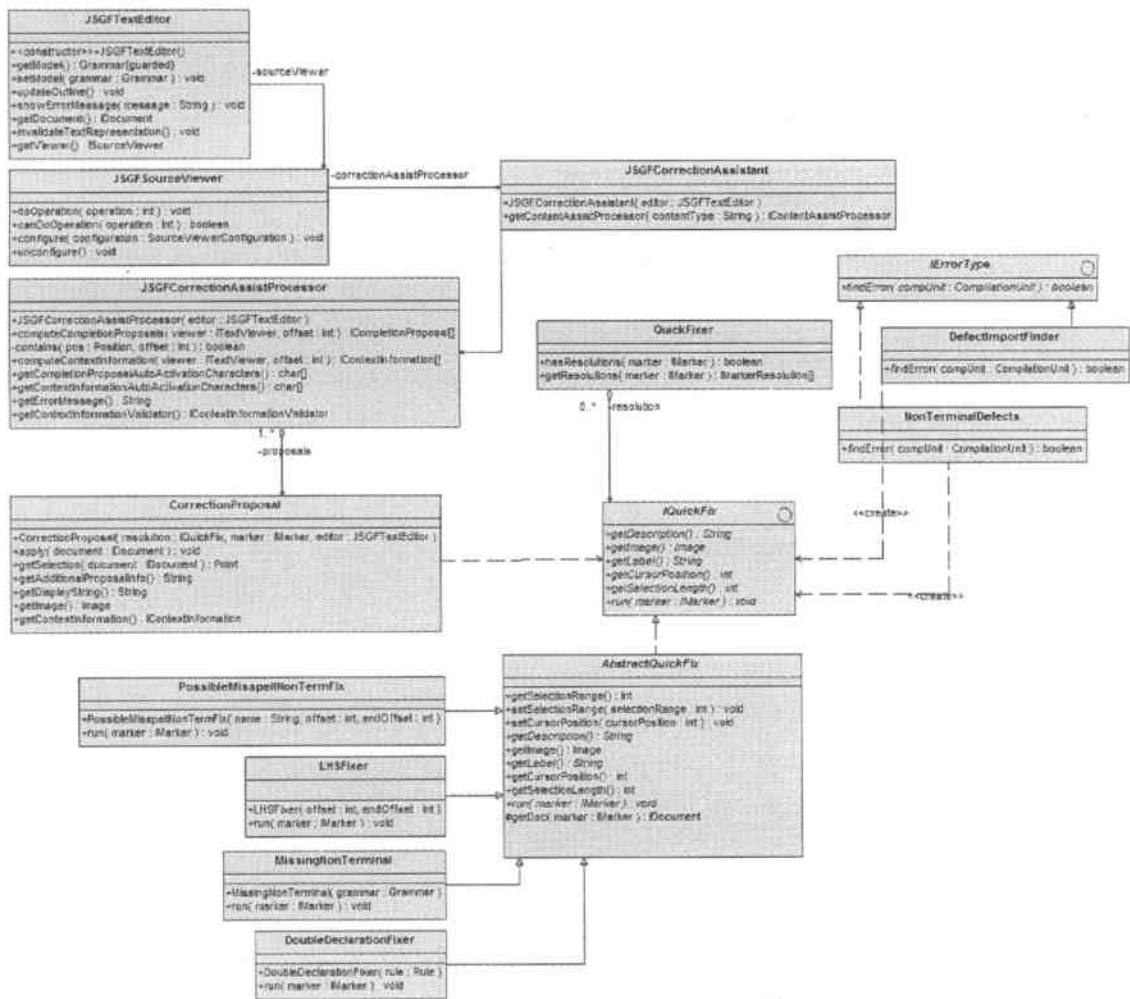 JSGFTextEditor
+<<constructor>>+JSGFTextEditor()
+getModel() : Grammar{guarded}
+setModel( grammar : Grammar ) : void
+updateOutline() : void
+showErrorMessage( message : String ) : void
+getDocument() : IDocument
+invalidateTextRepresentation() : void
+getViewer() : ISourceViewer
-sourceViewer
JSGFSourceViewer
+doOperation( operation : int ) : void
+canDoOperation( operation : int ) : boolean
+configure( configuration : SourceViewerConfiguration ) : void
+unconfigure() : void
-correctionAssistProcessor
JSGFCorrectionAssistant
+JSGFCorrectionAssistant( editor : JSGFTextEditor )
+getContentAssistProcessor( contentType : String ) : IContentAssistProcessor
JSGFCorrectionAssistProcessor
+JSGFCorrectionAssistProcessor( editor : JSGFTextEditor )
+computeCompletionProposals( viewer : ITextViewer, offset : int ) : ICompletionProposal[]
-contains( pos : Position, offset : int ) : boolean
+computeContextInformation( viewer : ITextViewer, offset : int ) : IContextInformation[]
+getCompletionProposalAutoActivationCharacters() : char[]
+getContextInformationAutoActivationCharacters() : char[]
+getErrorMessage() : String
+getContextInformationValidator() : IContextInformationValidator
1..*
-proposals
IErrorType
+findError( compUnit : CompilationUnit ) : boolean
QuickFixer
+hasResolutions( marker : IMarker ) : boolean
+getResolutions( marker : IMarker ) : IMarkerResolution[]
0..*
-resolution
DefectImportFinder
+findError( compUnit : CompilationUnit ) : boolean
NonTerminalDefects
+findError( compUnit : CompilationUnit ) : boolean
<<create>>
<<create>>
CorrectionProposal
+CorrectionProposal( resolution : IQuickFix, marker : IMarker, editor : JSGFTextEditor )
+apply( document : IDocument ) : void
+getSelection( document : IDocument ) : Point
+getAdditionalProposalInfo() : String
+getDisplayString() : String
+getImage() : Image
+getContextInformation() : IContextInformation
IQuickFix
+getDescription() : String
+getImage() : Image
+getLabel() : String
+getCursorPosition() : int
+getSelectionLength() : int
+run( marker : IMarker ) : void
AbstractQuickFix
+getSelectionRange() : int
+setSelectionRange( selectionRange : int ) : void
+setCursorPosition( cursorPosition : int ) : void
+getDescription() : String
+getImage() : Image
+getLabel() : String
+getCursorPosition() : int
+getSelectionLength() : int
+run( marker : IMarker ) : void
#getDoc( marker : IMarker ) : IDocument
PossibleMisspellNonTermFix
+PossibleMisspellNonTermFix( name : String, offset : int, endOffset : int )
+run( marker : IMarker ) : void
LHSFixer
+LHSFixer( offset : int, endOffset : int )
+run( marker : IMarker ) : void
MissingNonTerminal
+MissingNonTerminal( grammar : Grammar )
+run( marker : IMarker ) : void
DoubleDeclarationFixer
+DoubleDeclarationFixer( rule : Rule )
+run( marker : IMarker ) : void